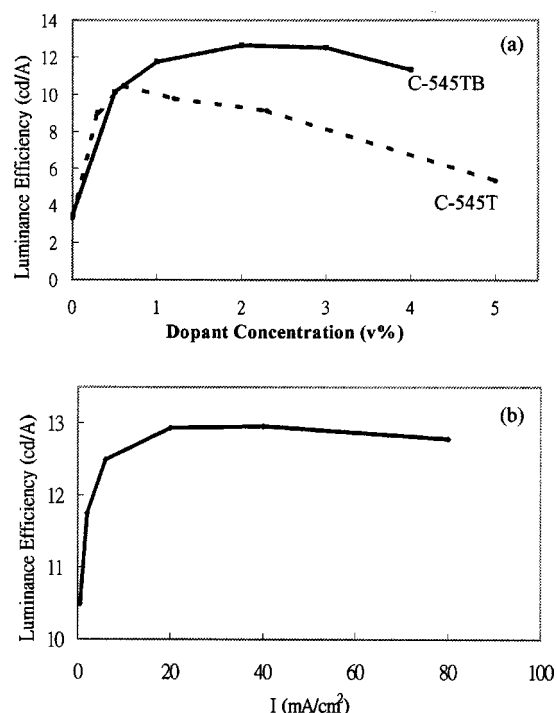 (a)
C-545TB
C-545T
Luminance Efficiency (cd/A)
14
12
10
8
6
4
2
0
0 1 2 3 4 5
Dopant Concentration (v%)
(b)
Luminance Efficiency (cd/A)
13
12
11
10
0 20 40 60 80 100
I (mA/cm²)